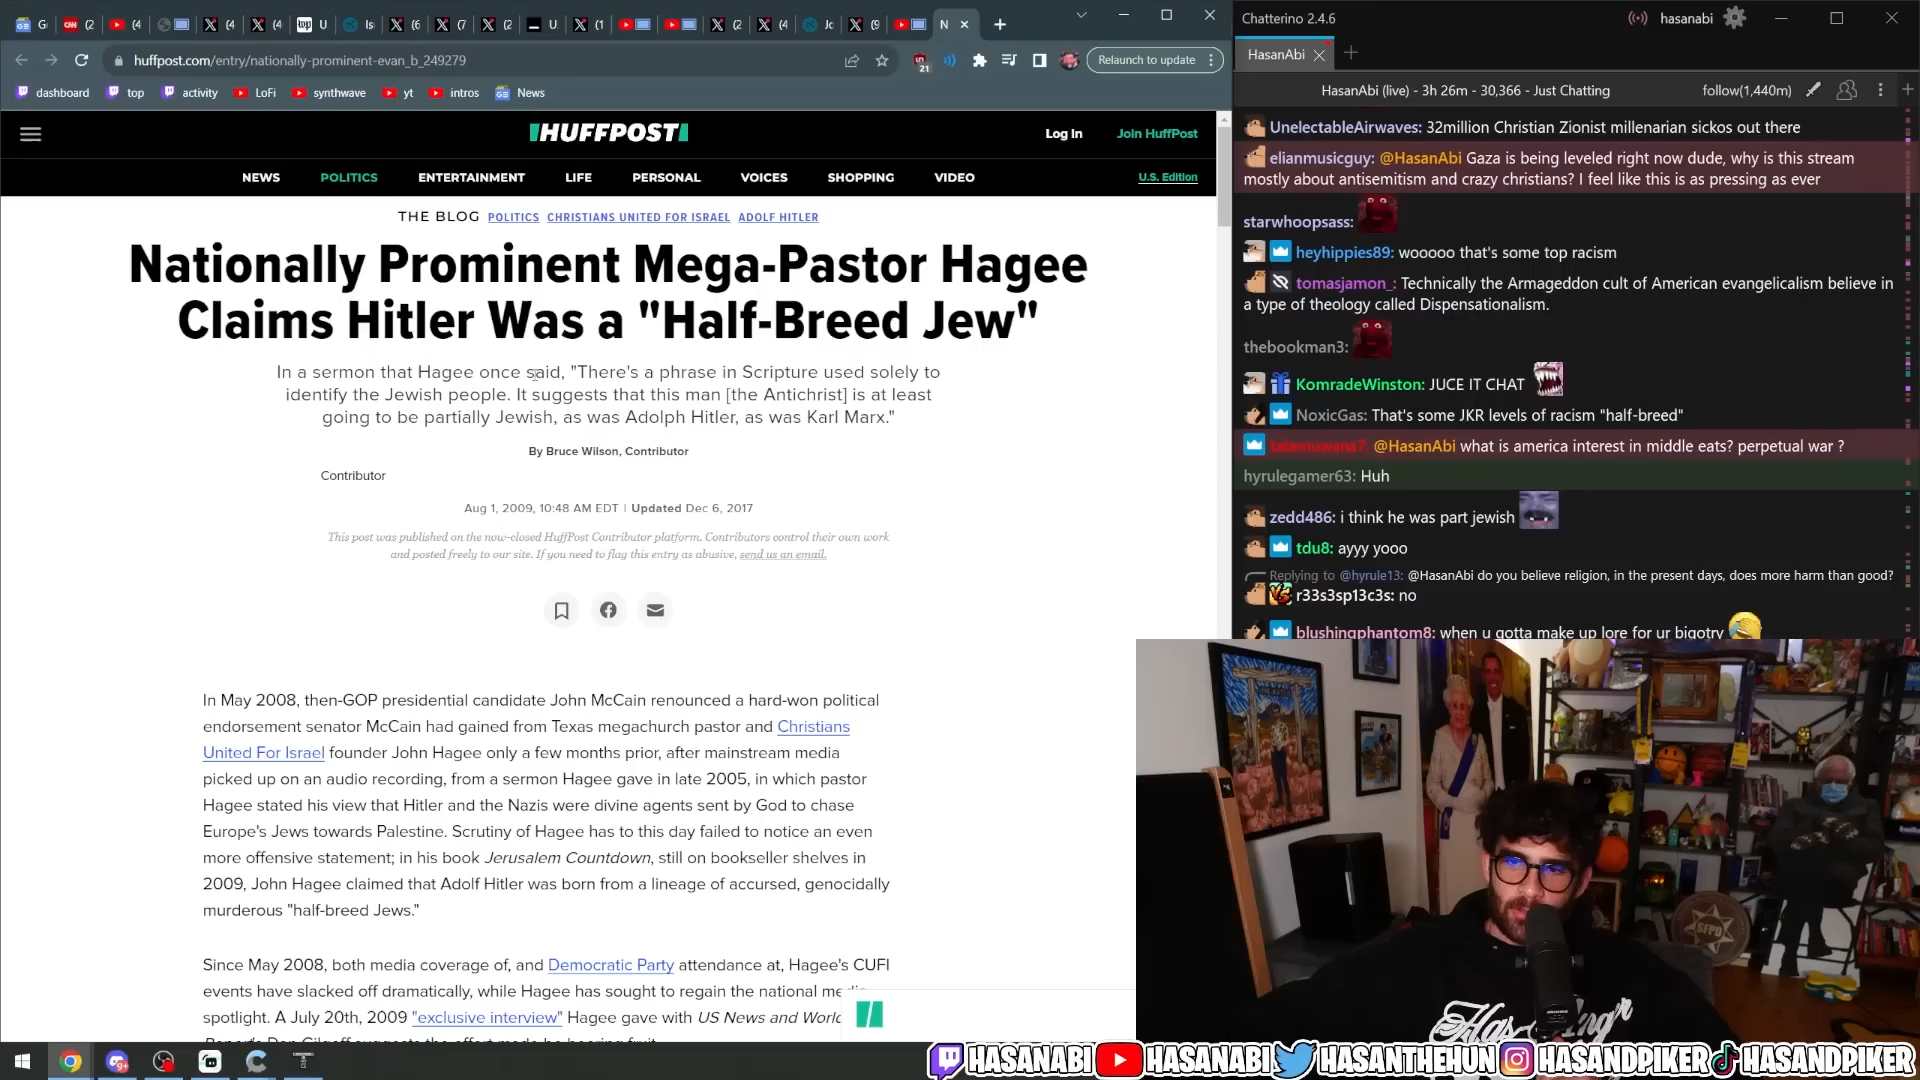 G
(2
(4
(4
(4
U
Is
(6
(7
(2
U
(1
(2
(4
Jc
(9
N
huffpost.com/entry/nationally-prominent-evan_b_249279
21
Relaunch to update
dashboard top activity LoFi synthwave yt intros News
HUFFPOST
Log In Join HuffPost
NEWS POLITICS ENTERTAINMENT LIFE PERSONAL VOICES SHOPPING VIDEO U.S. Edition
THE BLOG POLITICS CHRISTIANS UNITED FOR ISRAEL ADOLF HITLER
Nationally Prominent Mega-Pastor Hagee
Claims Hitler Was a "Half-Breed Jew"
In a sermon that Hagee once said, "There's a phrase in Scripture used solely to
identify the Jewish people. It suggests that this man [the Antichrist] is at least
going to be partially Jewish, as was Adolph Hitler, as was Karl Marx."
By Bruce Wilson, Contributor
Contributor
Aug 1, 2009, 10:48 AM EDT | Updated Dec 6, 2017
This post was published on the now-closed HuffPost Contributor platform. Contributors control their own work
and posted freely to our site. If you need to flag this entry as abusive, send us an email.
In May 2008, then-GOP presidential candidate John McCain renounced a hard-won political
endorsement senator McCain had gained from Texas megachurch pastor and Christians
United For Israel founder John Hagee only a few months prior, after mainstream media
picked up on an audio recording, from a sermon Hagee gave in late 2005, in which pastor
Hagee stated his view that Hitler and the Nazis were divine agents sent by God to chase
Europe's Jews towards Palestine. Scrutiny of Hagee has to this day failed to notice an even
more offensive statement; in his book Jerusalem Countdown, still on bookseller shelves in
2009, John Hagee claimed that Adolf Hitler was born from a lineage of accursed, genocidally
murderous "half-breed Jews."
Since May 2008, both media coverage of, and Democratic Party attendance at, Hagee's CUFI
events have slacked off dramatically, while Hagee has sought to regain the national
spotlight. A July 20th, 2009 "exclusive interview" Hagee gave with US News and World
Chatterino 2.4.6
hasanabi
HasanAbi
HasanAbi (live) - 3h 26m - 30,366 - Just Chatting follow(1,440m)
UnelectableAirwaves: 32million Christian Zionist millenarian sickos out there
elianmusicguy: @HasanAbi Gaza is being leveled right now dude, why is this stream
mostly about antisemitism and crazy christians? I feel like this is as pressing as ever
starwhoopsass:
heyhippies89: wooooo that's some top racism
tomasjamon_: Technically the Armageddon cult of American evangelicalism believe in
a type of theology called Dispensationalism.
thebookman3:
KomradeWinston: JUCE IT CHAT
NoxicGas: That's some JKR levels of racism "half-breed"
@HasanAbi what is america interest in middle eats? perpetual war ?
hyrulegamer63: Huh
zedd486: i think he was part jewish
tdu8: ayyy yooo
Replying to @hyrule13: @HasanAbi do you believe religion, in the present days, does more harm than good?
r33s3sp13c3s: no
blushingphantom8: when u gotta make up lore for ur bigotry
SFPD
HASANABI HASANABI HASANTHEHUN HASANDPIKER HASANDPIKER